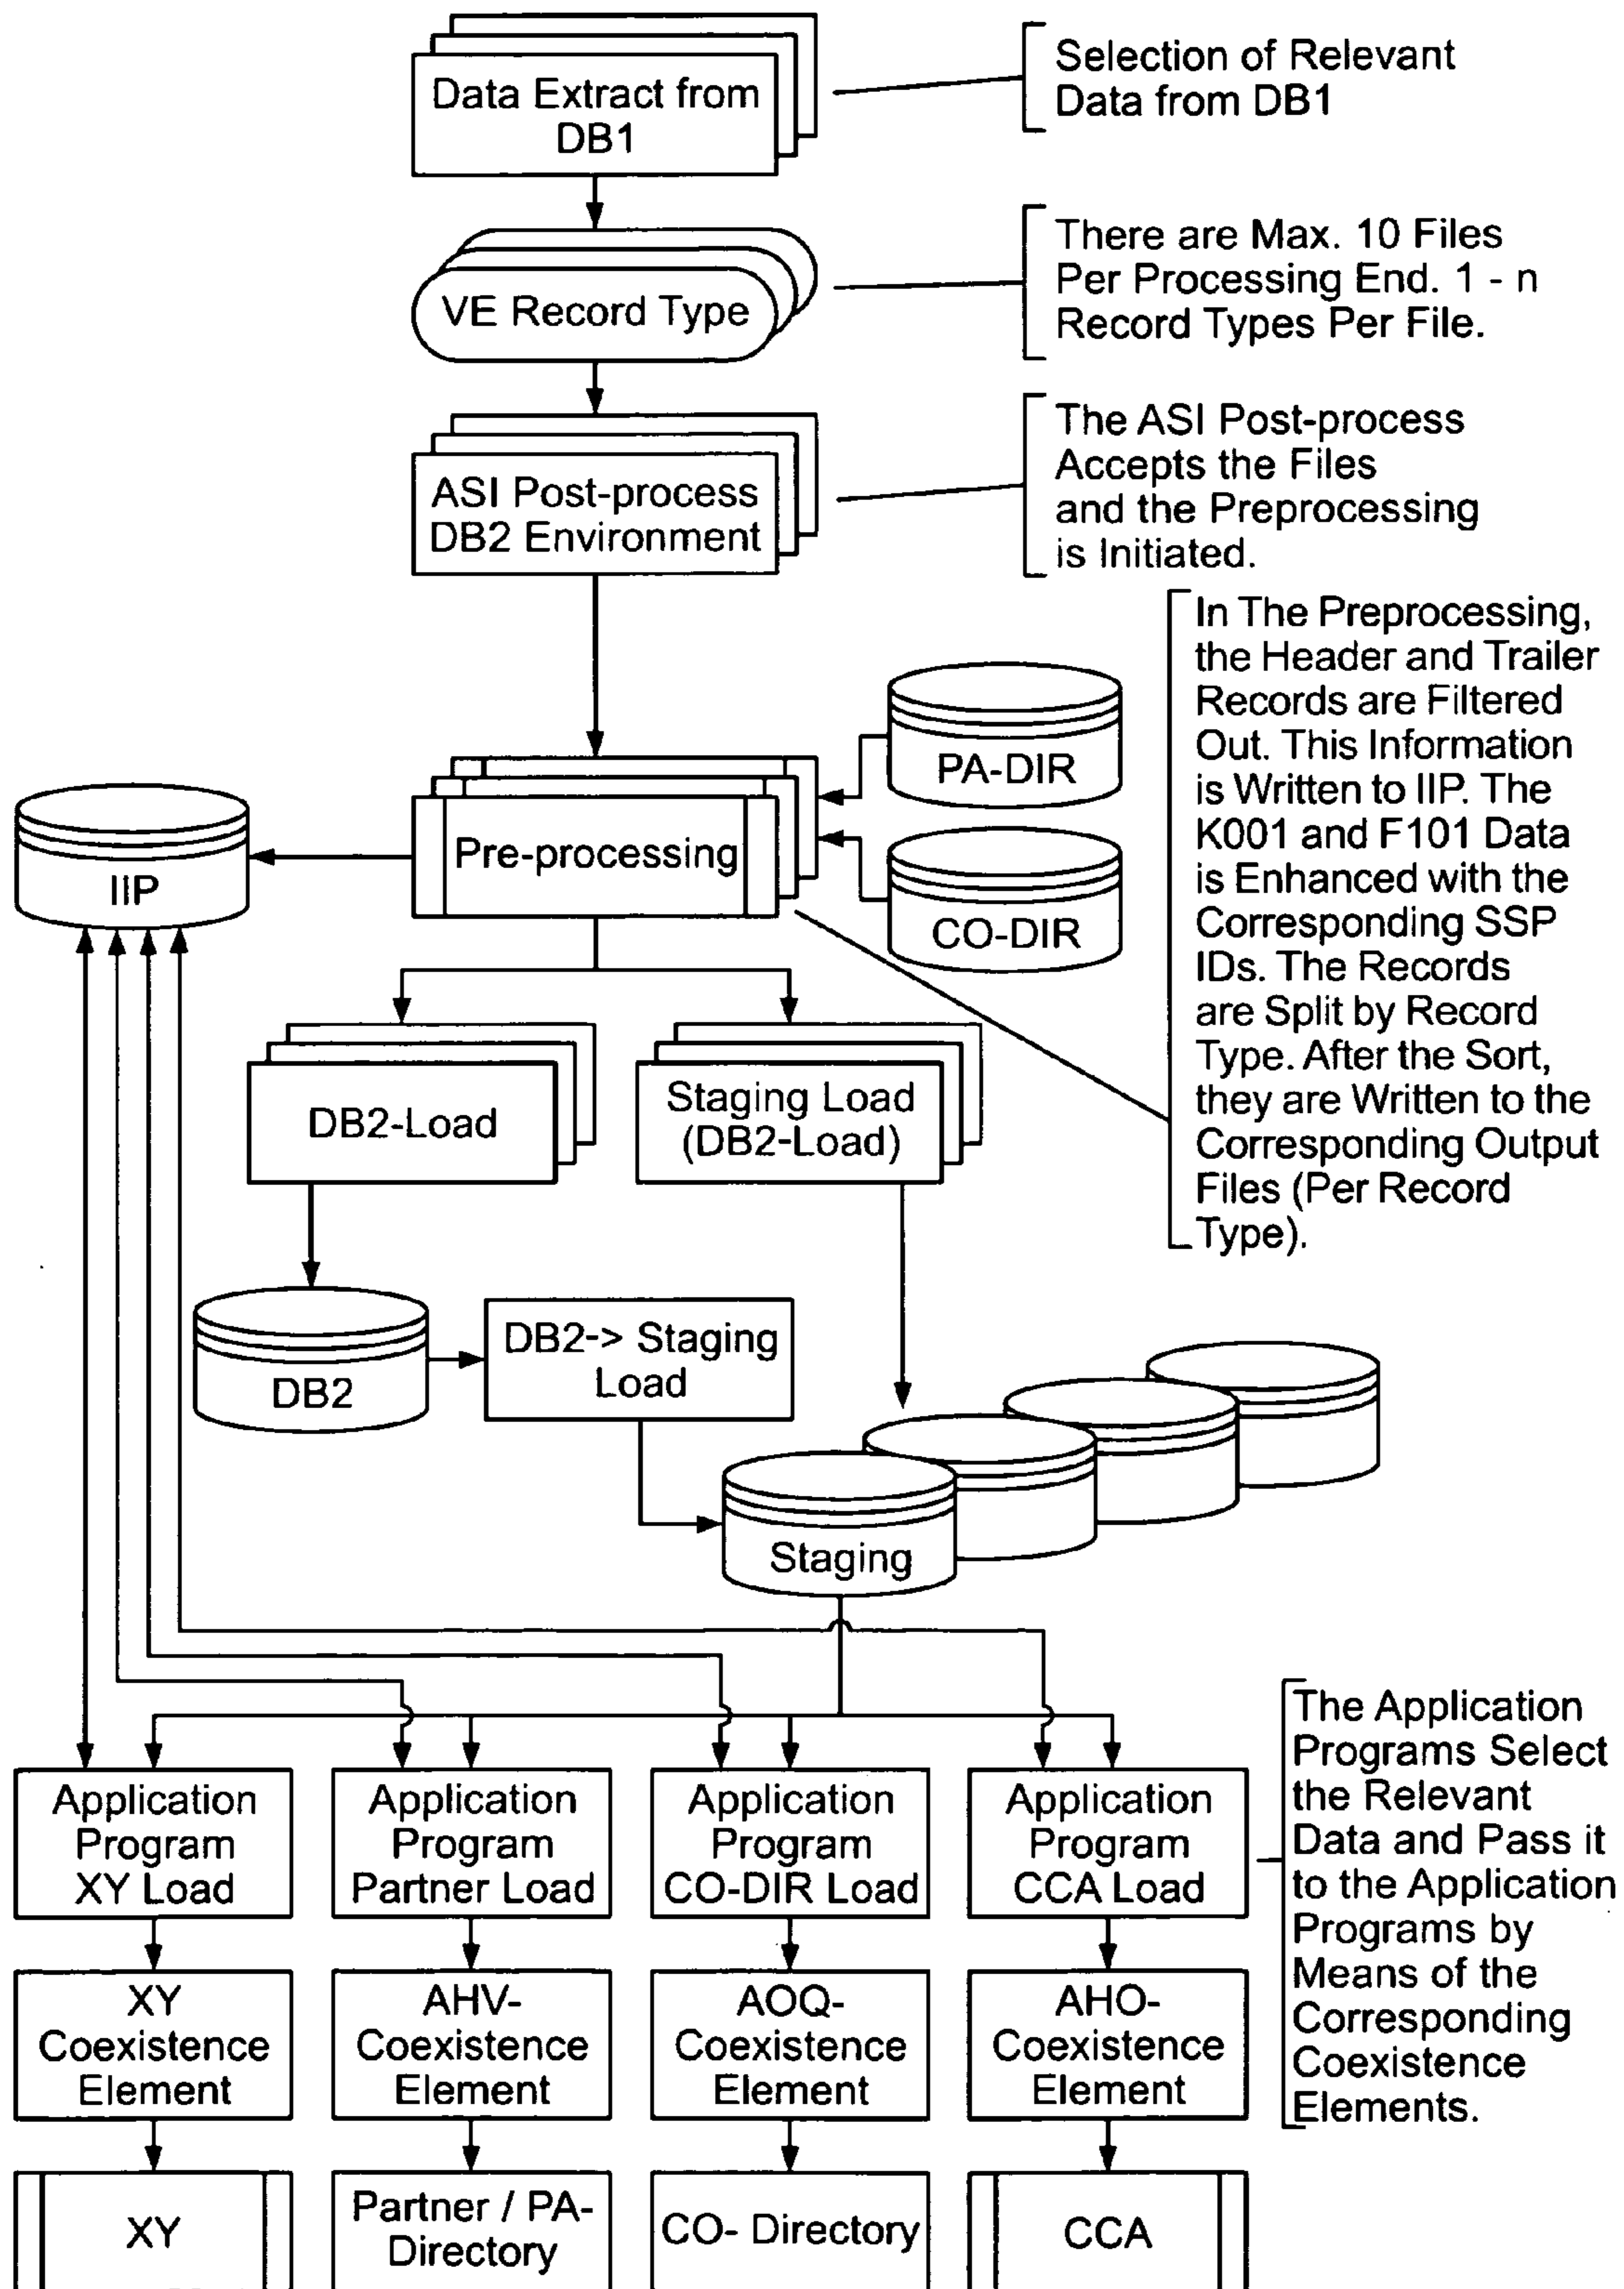 Data Extract from
DB1
Selection of Relevant
Data from DB1
VE Record Type
There are Max. 10 Files
Per Processing End. 1 - n
Record Types Per File.
ASI Post-process
DB2 Environment
The ASI Post-process
Accepts the Files
and the Preprocessing
is Initiated.
In The Preprocessing,
the Header and Trailer
Records are Filtered
Out. This Information
is Written to IIP. The
K001 and F101 Data
is Enhanced with the
Corresponding SSP
IDs. The Records
are Split by Record
Type. After the Sort,
they are Written to the
Corresponding Output
Files (Per Record
Type).
PA-DIR
Pre-processing
IIP
CO-DIR
DB2-Load
Staging Load
(DB2-Load)
DB2
DB2-> Staging
Load
Staging
Application
Program
XY Load
Application
Program
Partner Load
Application
Program
CO-DIR Load
Application
Program
CCA Load
The Application
Programs Select
the Relevant
Data and Pass it
to the Application
Programs by
Means of the
Corresponding
Coexistence
Elements.
XY
Coexistence
Element
AHV-
Coexistence
Element
AOQ-
Coexistence
Element
AHO-
Coexistence
Element
XY
Partner / PA-
Directory
CO- Directory
CCA